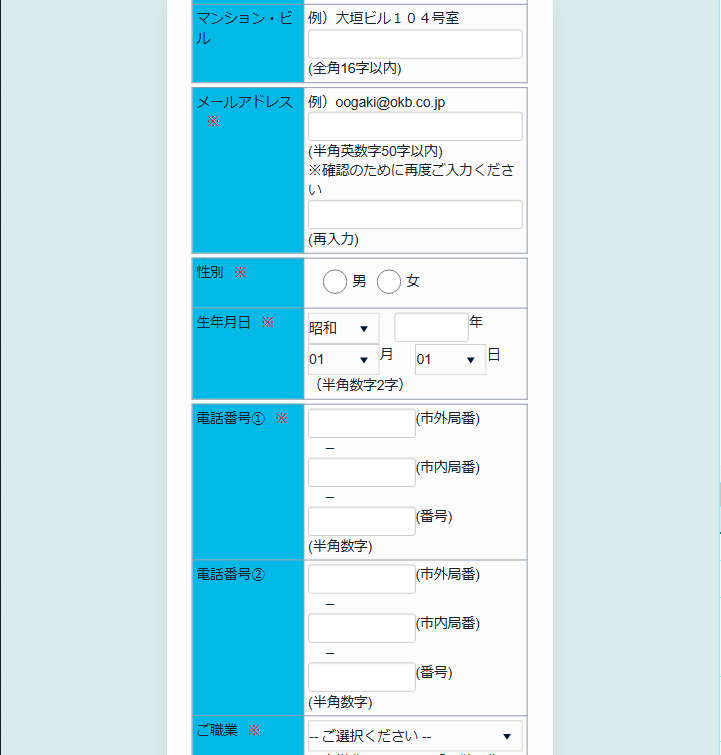 マンション・ビ
ル
例）大垣ビル１０４号室
(全角16字以内)
メールアドレス
※
例）oogaki@okb.co.jp
(半角英数字50字以内)
※確認のために再度ご入力くださ
い
(再入力)
性別 ※
男 女
生年月日 ※
昭和 年
01 月 01 日
（半角数字2字）
電話番号① ※
(市外局番)
–
(市内局番)
–
(番号)
(半角数字)
電話番号②
(市外局番)
–
(市内局番)
–
(番号)
(半角数字)
ご職業 ※
-- ご選択ください --